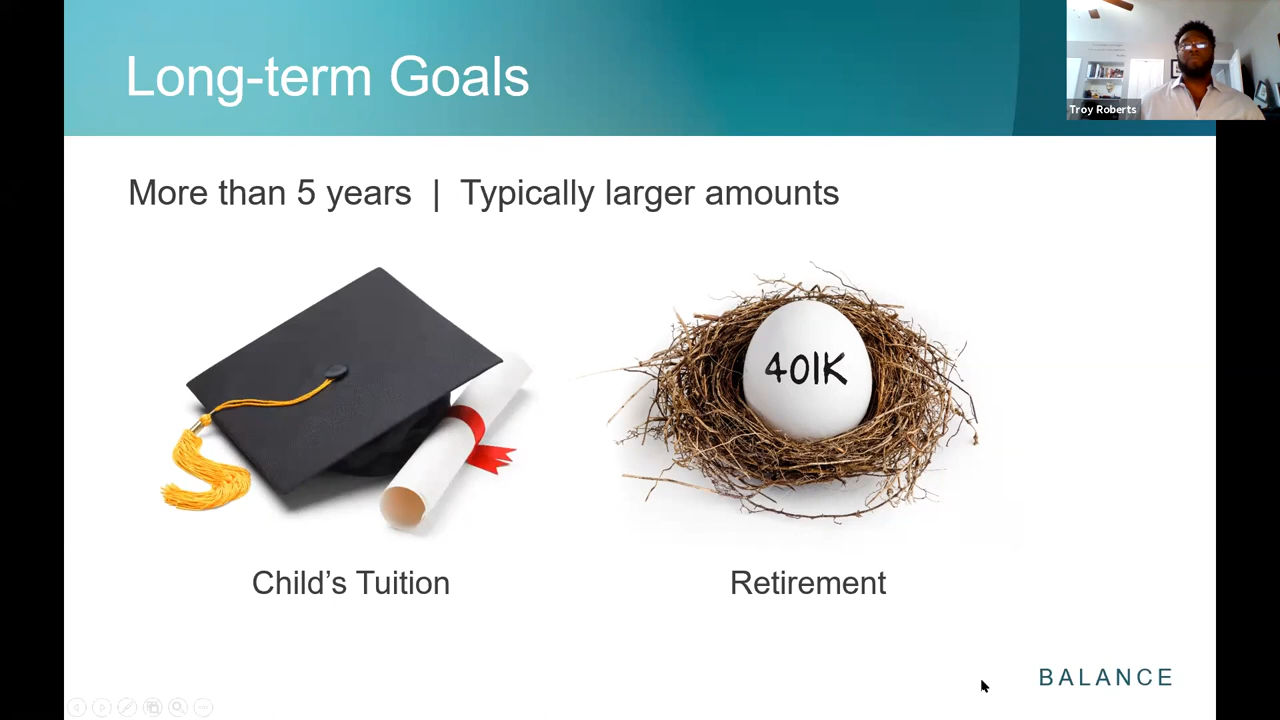 Long-term Goals
Troy Roberts
More than 5 years | Typically larger amounts
401K
Child’s Tuition
Retirement
BALANCE